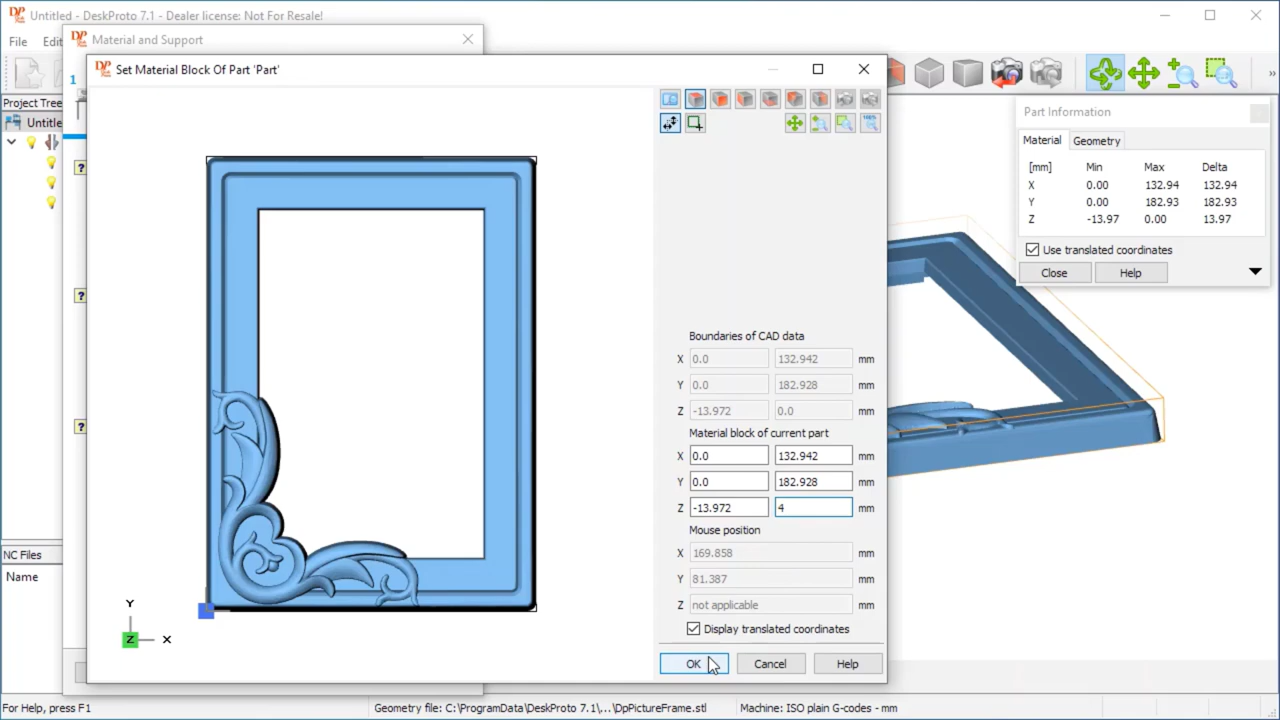 Untitled - DeskProto 7.1 - Dealer license: Not For Resale!
File Edit
Material and Support
1
Set Material Block Of Part 'Part'
Project Tree
Untitle
?
?
?
NC Files
Name
Y
Z
X
100%
Boundaries of CAD data
X 0.0 132.942 mm
Y 0.0 182.928 mm
Z -13.972 0.0 mm
Material block of current part
X 0.0 132.942 mm
Y 0.0 182.928 mm
Z -13.972 4 mm
Mouse position
X 169.858 mm
Y 81.387 mm
Z not applicable mm
Display translated coordinates
OK Cancel Help
»
Part Information
Material Geometry
[mm] Min Max Delta
X 0.00 132.94 132.94
Y 0.00 182.93 182.93
Z -13.97 0.00 13.97
Use translated coordinates
Close Help
For Help, press F1
Geometry file: C:\ProgramData\DeskProto 7.1\...\DpPictureFrame.stl
Machine: ISO plain G-codes - mm